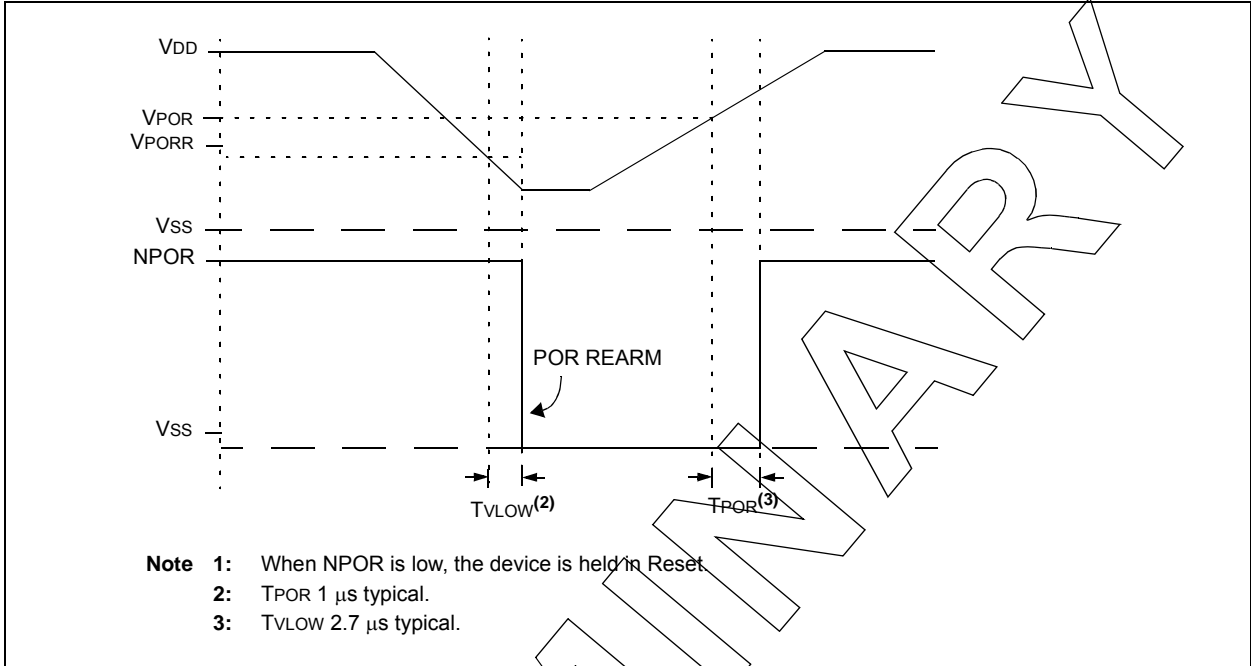 VDD
VPOR
VPORR
VSS
NPOR
POR REARM
VSS
TVLOW(2)
TPOR(3)
Note 1: When NPOR is low, the device is held in Reset.
2: TPOR 1 μs typical.
3: TVLOW 2.7 μs typical.
INARY